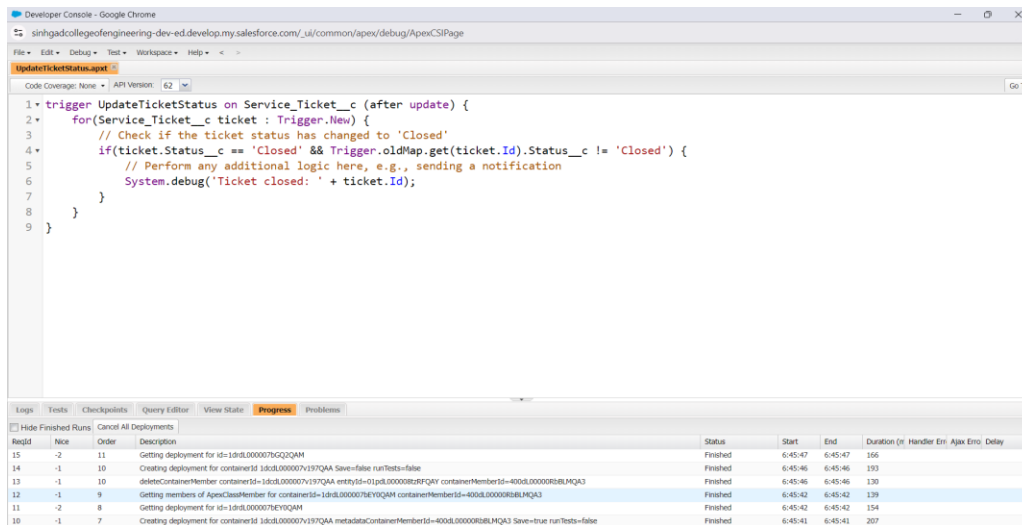 Developer Console - Google Chrome
sinhgadcollegeofengineering-dev-ed.develop.my.salesforce.com/_ui/common/apex/debug/ApexCSIPage
File Edit Debug Test Workspace Help < >
UpdateTicketStatus.apxt
Code Coverage: None API Version: 62 Go
1 trigger UpdateTicketStatus on Service_Ticket__c (after update) {
2 for(Service_Ticket__c ticket : Trigger.New) {
3 // Check if the ticket status has changed to 'Closed'
4 if(ticket.Status__c == 'Closed' && Trigger.oldMap.get(ticket.Id).Status__c != 'Closed') {
5 // Perform any additional logic here, e.g., sending a notification
6 System.debug('Ticket closed: ' + ticket.Id);
7 }
8 }
9 }
Logs Tests Checkpoints Query Editor View State Progress Problems
Hide Finished Runs Cancel All Deployments
ReqId Nice Order Description Status Start End Duration (m Handler Err Ajax Erro Delay
15 -2 11 Getting deployment for id=1drdL000007bGQ2QAM Finished 6:45:47 6:45:47 166
14 -1 10 Creating deployment for containerId 1dcdL000007v197QAA Save=false runTests=false Finished 6:45:46 6:45:46 193
13 -1 10 deleteContainerMember containerId=1dcdL000007v197QAA entityId=01pdL000008tzRFQAY containerMemberId=400dL00000RbBLMQA3 Finished 6:45:46 6:45:46 130
12 -1 9 Getting members of ApexClassMember for containerId=1drdL000007bEY0QAM containerMemberId=400dL00000RbBLMQA3 Finished 6:45:42 6:45:42 139
11 -2 8 Getting deployment for id=1drdL000007bEY0QAM Finished 6:45:42 6:45:42 154
10 -1 7 Creating deployment for containerId 1dcdL000007v197QAA metadataContainerMemberId=400dL00000RbBLMQA3 Save=true runTests=false Finished 6:45:41 6:45:41 207